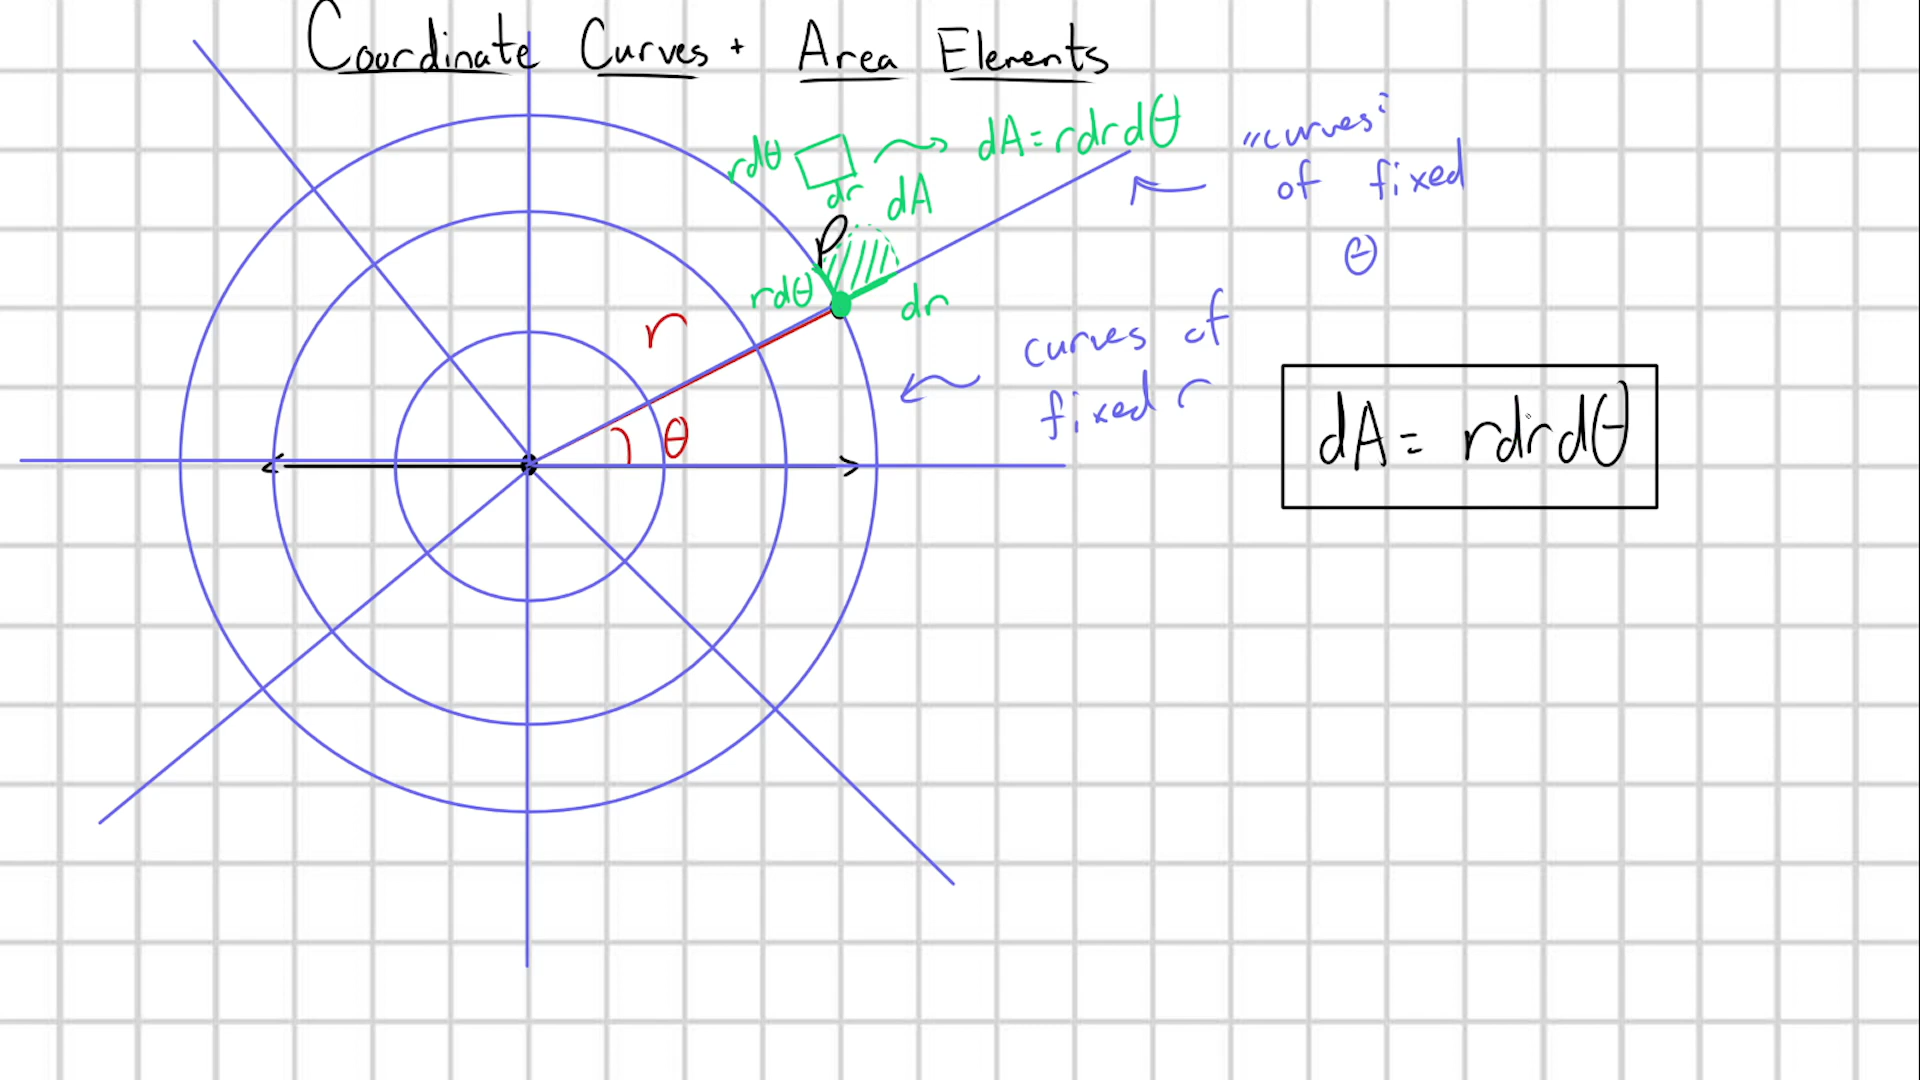 Coordinate Curves + Area Elements
rdθ
dr
dA = rdrdθ
dA
P
rdθ
dr
r
θ
"curves"
of fixed
θ
curves of
fixed r
dA = rdrdθ